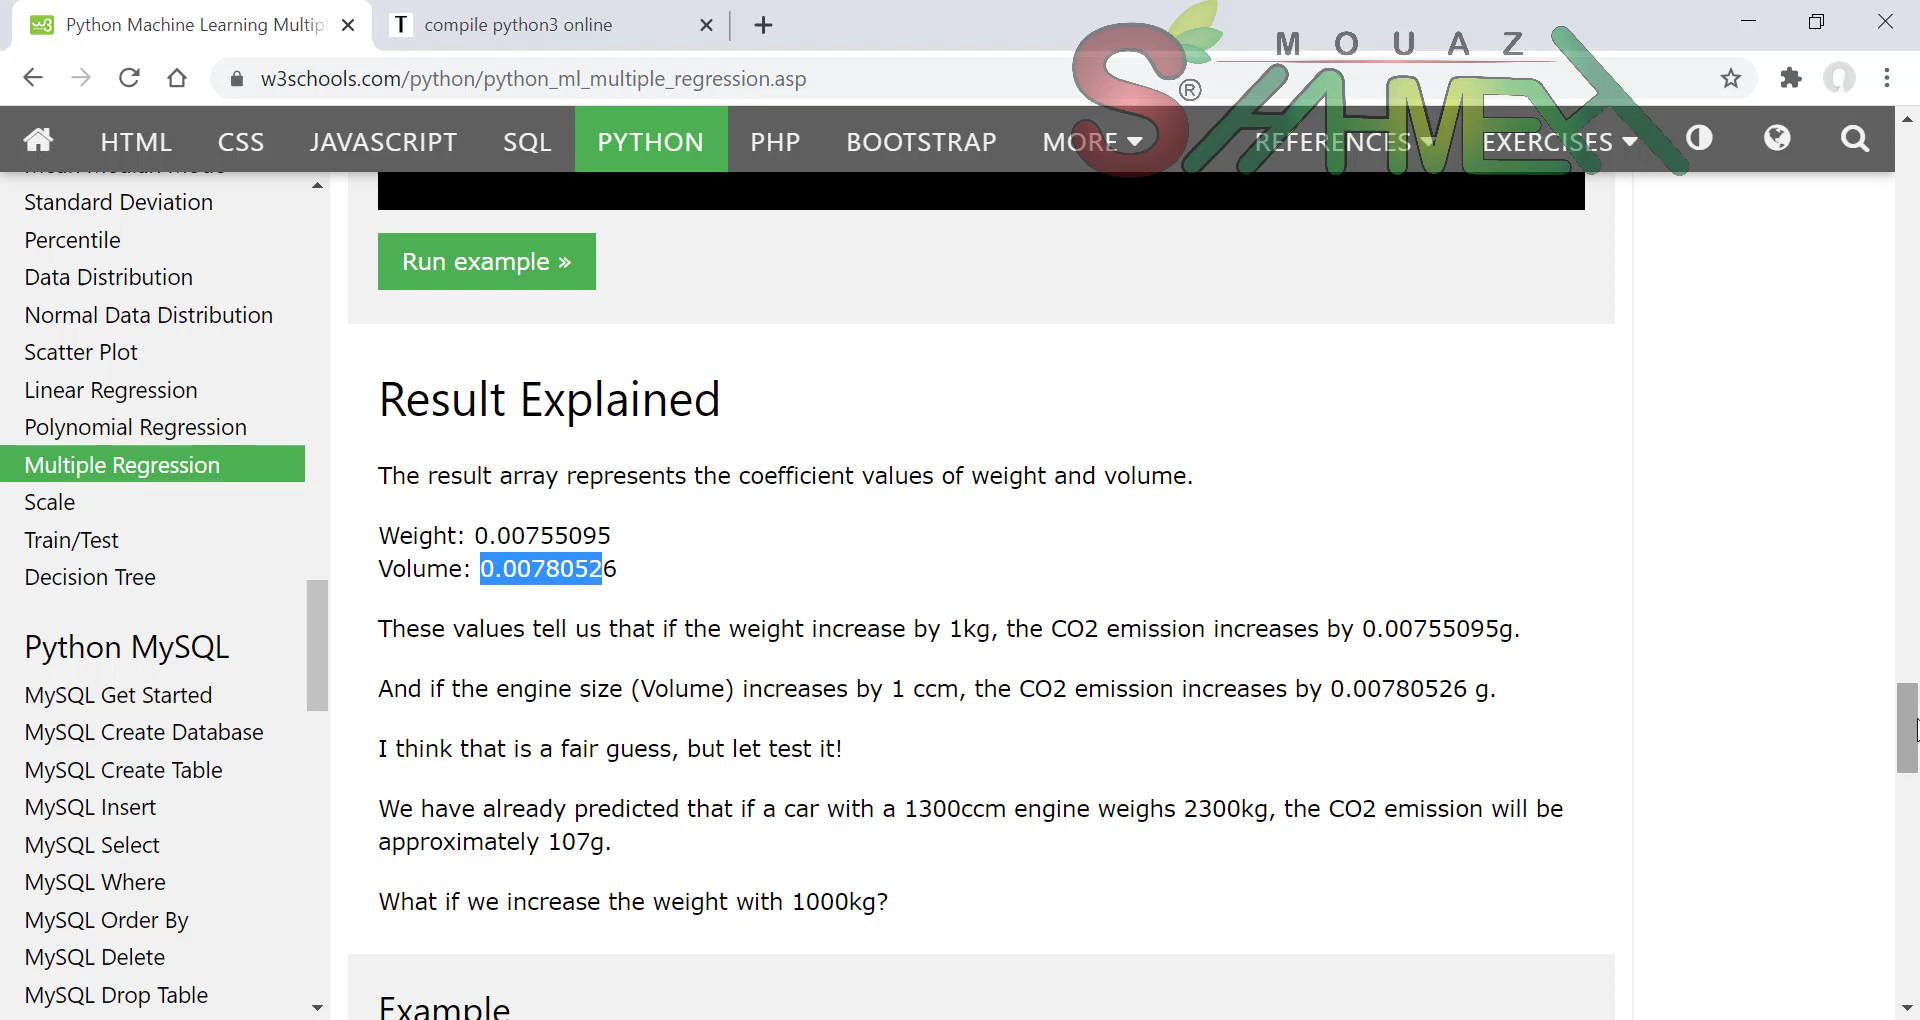 Python Machine Learning Multipl
compile python3 online
w3schools.com/python/python_ml_multiple_regression.asp
MOUAZ
SHAHMEX
®
HTML CSS JAVASCRIPT SQL PYTHON PHP BOOTSTRAP MORE REFERENCES EXERCISES
Mean Median Mode
Standard Deviation
Percentile
Data Distribution
Normal Data Distribution
Scatter Plot
Linear Regression
Polynomial Regression
Multiple Regression
Scale
Train/Test
Decision Tree
Python MySQL
MySQL Get Started
MySQL Create Database
MySQL Create Table
MySQL Insert
MySQL Select
MySQL Where
MySQL Order By
MySQL Delete
MySQL Drop Table
Run example »
Result Explained
The result array represents the coefficient values of weight and volume.
Weight: 0.00755095
Volume: 0.00780526
These values tell us that if the weight increase by 1kg, the CO2 emission increases by 0.00755095g.
And if the engine size (Volume) increases by 1 ccm, the CO2 emission increases by 0.00780526 g.
I think that is a fair guess, but let test it!
We have already predicted that if a car with a 1300ccm engine weighs 2300kg, the CO2 emission will be
approximately 107g.
What if we increase the weight with 1000kg?
Example